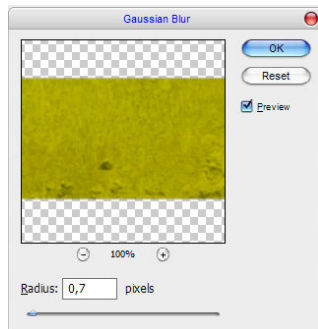 Gaussian Blur
OK
Reset
Preview
100%
Radius: 0,7 pixels